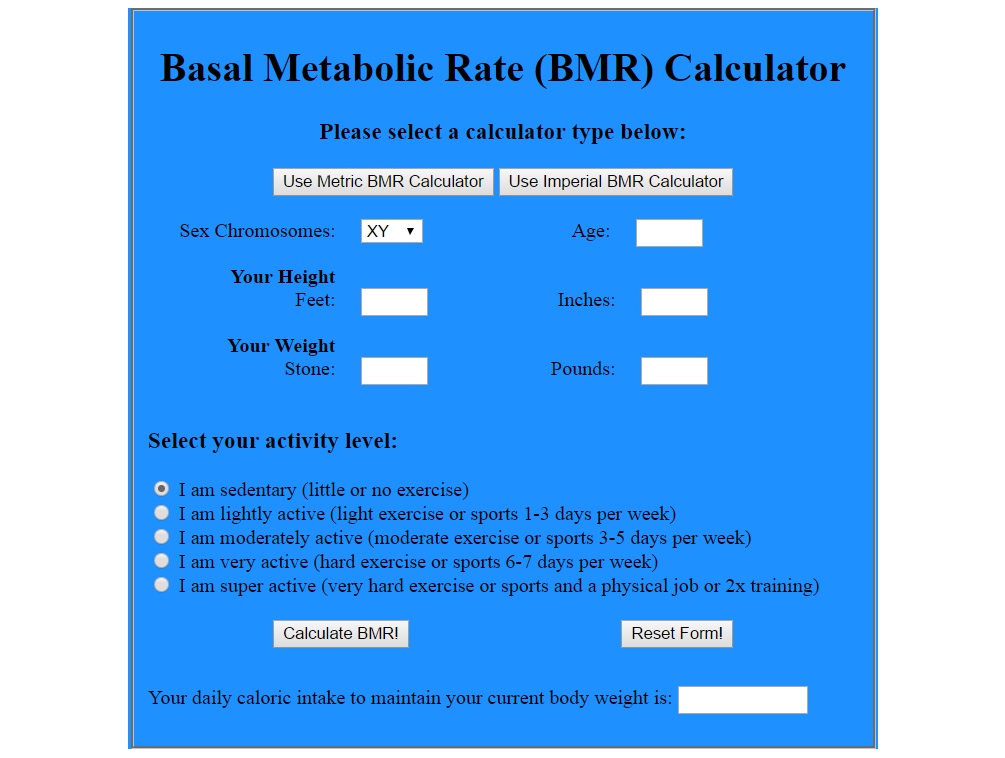 Basal Metabolic Rate (BMR) Calculator
Please select a calculator type below:
Use Metric BMR Calculator Use Imperial BMR Calculator
Sex Chromosomes: XY Age:
Your Height
Feet: Inches:
Your Weight
Stone: Pounds:
Select your activity level:
I am sedentary (little or no exercise)
I am lightly active (light exercise or sports 1-3 days per week)
I am moderately active (moderate exercise or sports 3-5 days per week)
I am very active (hard exercise or sports 6-7 days per week)
I am super active (very hard exercise or sports and a physical job or 2x training)
Calculate BMR! Reset Form!
Your daily caloric intake to maintain your current body weight is: